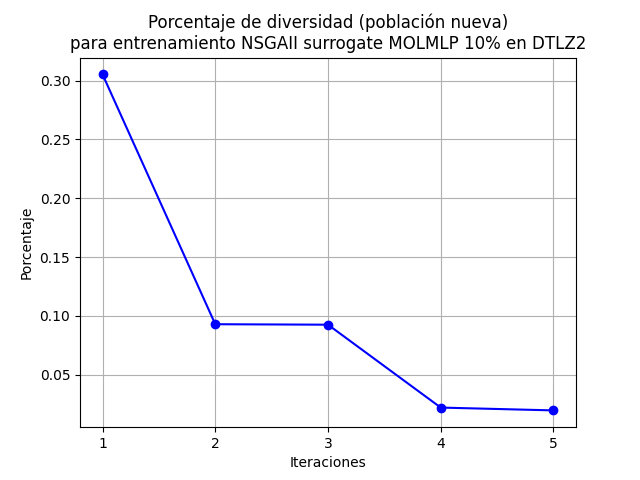 Porcentaje de diversidad (población nueva)
para entrenamiento NSGAII surrogate MOLMLP 10% en DTLZ2
0.30
0.25
0.20
0.15
0.10
0.05
Porcentaje
1 2 3 4 5
Iteraciones